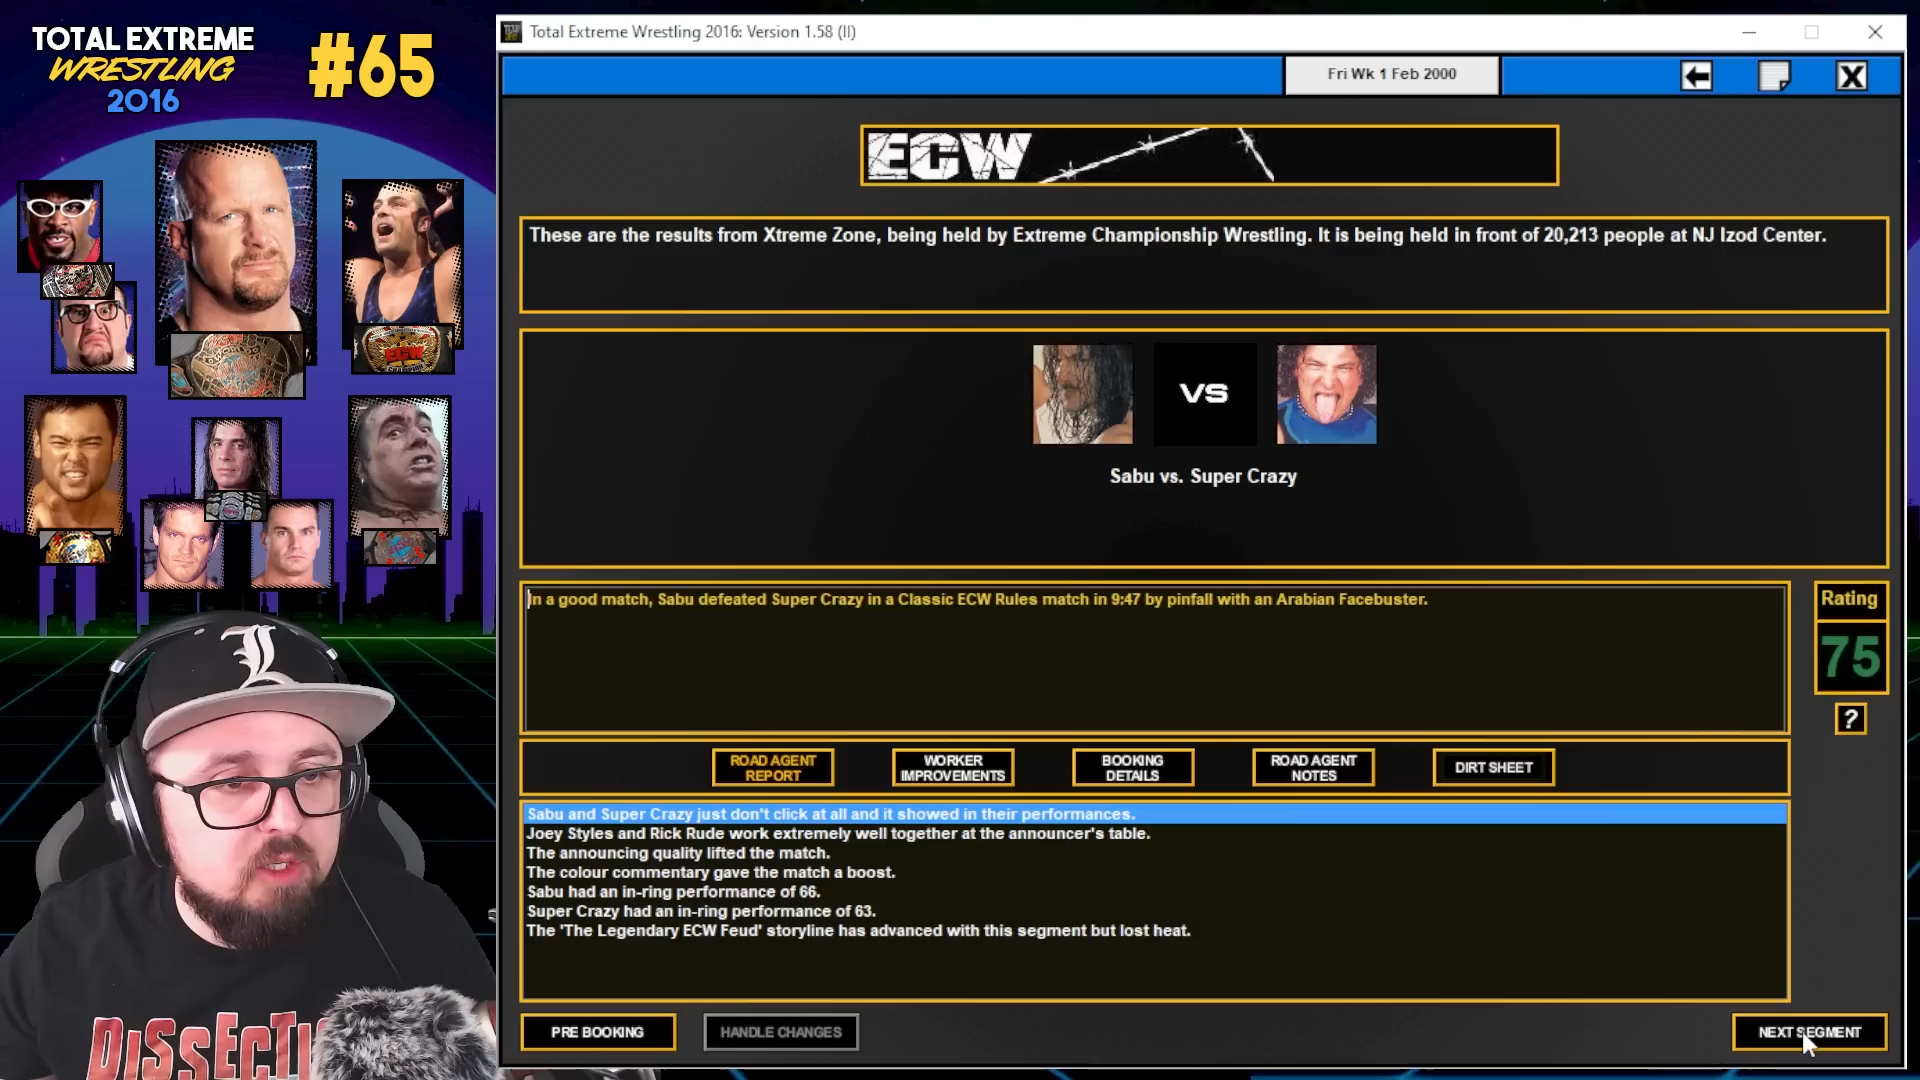 TOTAL EXTREME
WRESTLING
2016
#65
Total Extreme Wrestling 2016: Version 1.58 (II)
Fri Wk 1 Feb 2000
X
ECW
These are the results from Xtreme Zone, being held by Extreme Championship Wrestling. It is being held in front of 20,213 people at NJ Izod Center.
VS
Sabu vs. Super Crazy
In a good match, Sabu defeated Super Crazy in a Classic ECW Rules match in 9:47 by pinfall with an Arabian Facebuster.
Rating
75
?
ROAD AGENT
REPORT
WORKER
IMPROVEMENTS
BOOKING
DETAILS
ROAD AGENT
NOTES
DIRT SHEET
Sabu and Super Crazy just don't click at all and it showed in their performances.
Joey Styles and Rick Rude work extremely well together at the announcer's table.
The announcing quality lifted the match.
The colour commentary gave the match a boost.
Sabu had an in-ring performance of 66.
Super Crazy had an in-ring performance of 63.
The 'The Legendary ECW Feud' storyline has advanced with this segment but lost heat.
PRE BOOKING
HANDLE CHANGES
NEXT SEGMENT
L
DISSECTI